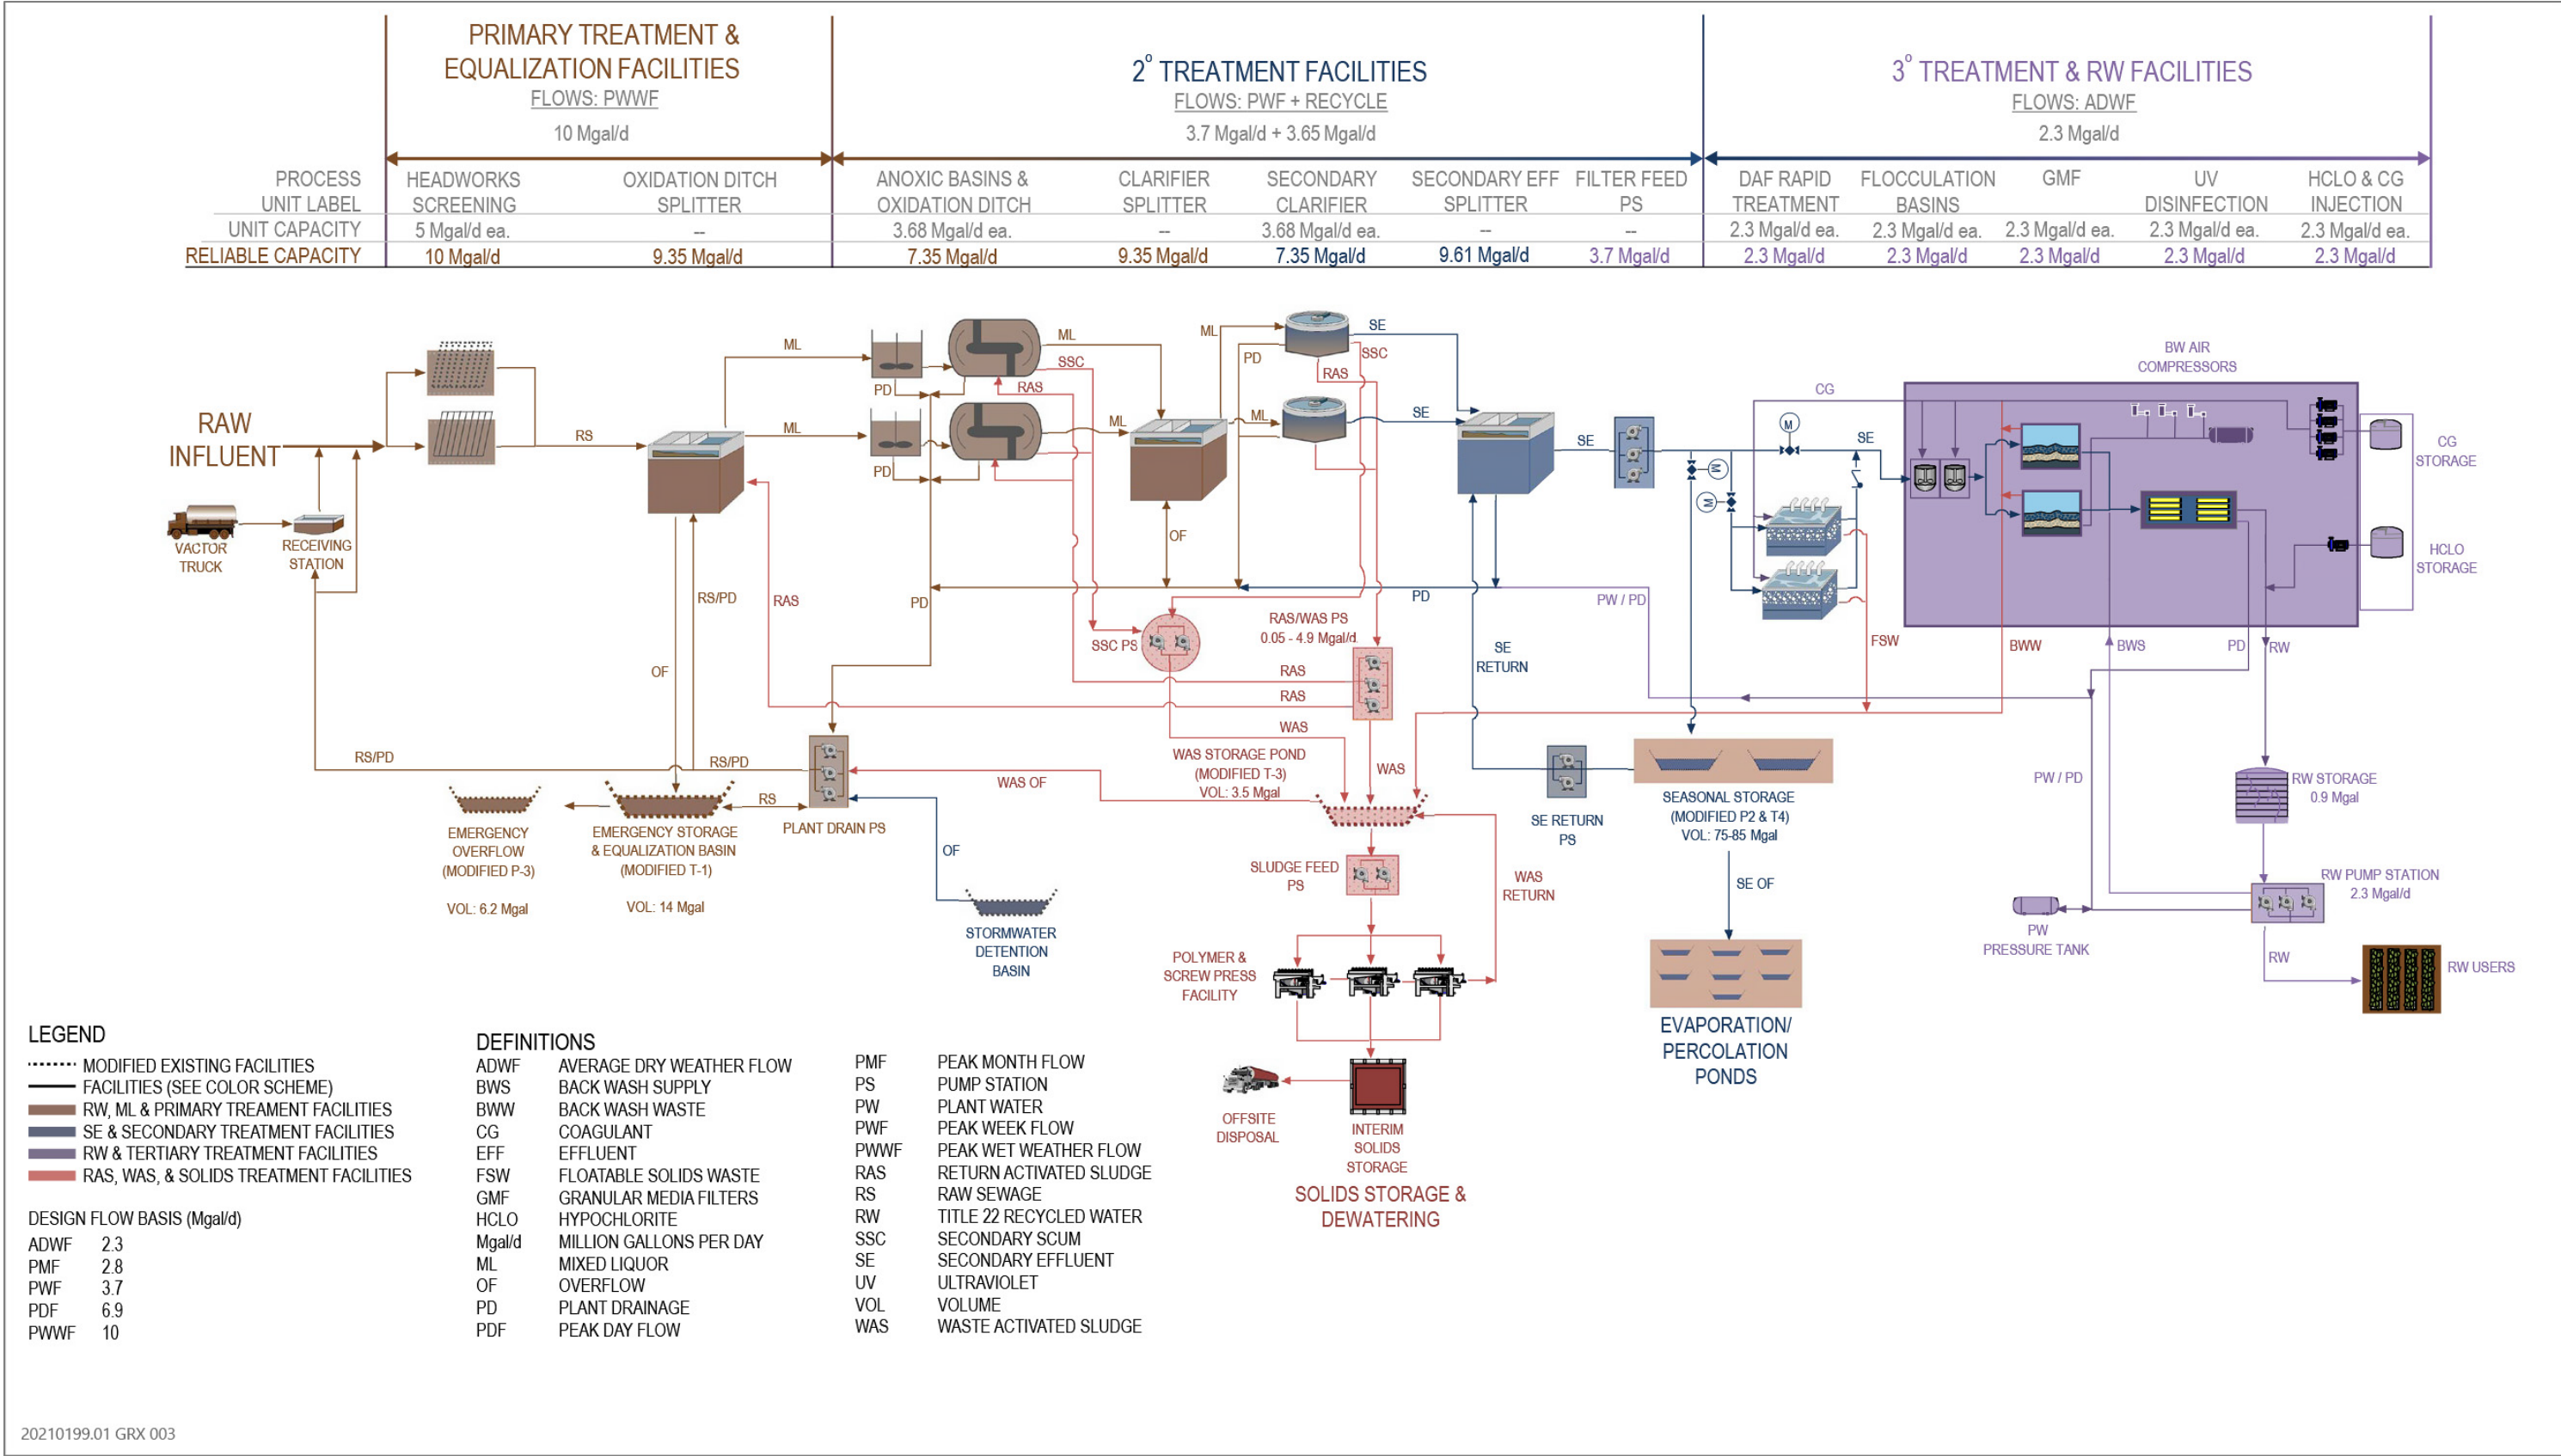 PRIMARY TREATMENT &
EQUALIZATION FACILITIES
FLOWS: PWWF
10 Mgal/d
2° TREATMENT FACILITIES
FLOWS: PWF + RECYCLE
3.7 Mgal/d + 3.65 Mgal/d
3° TREATMENT & RW FACILITIES
FLOWS: ADWF
2.3 Mgal/d
PROCESS
UNIT LABEL
HEADWORKS
SCREENING
OXIDATION DITCH
SPLITTER
ANOXIC BASINS &
OXIDATION DITCH
CLARIFIER
SPLITTER
SECONDARY
CLARIFIER
SECONDARY EFF
SPLITTER
FILTER FEED
PS
DAF RAPID
TREATMENT
FLOCCULATION
BASINS
GMF
UV
DISINFECTION
HCLO & CG
INJECTION
UNIT CAPACITY 5 Mgal/d ea. -- 3.68 Mgal/d ea. -- 3.68 Mgal/d ea. -- -- 2.3 Mgal/d ea. 2.3 Mgal/d ea. 2.3 Mgal/d ea. 2.3 Mgal/d ea. 2.3 Mgal/d ea.
RELIABLE CAPACITY 10 Mgal/d 9.35 Mgal/d 7.35 Mgal/d 9.35 Mgal/d 7.35 Mgal/d 9.61 Mgal/d 3.7 Mgal/d 2.3 Mgal/d 2.3 Mgal/d 2.3 Mgal/d 2.3 Mgal/d 2.3 Mgal/d
RAW
INFLUENT
VACTOR
TRUCK
RECEIVING
STATION
RS
ML
ML
PD
PD
ML
SSC
RAS
ML
ML
PD
ML
SE
SSC
RAS
SE
OF
SE
M
M
M
SE
CG
BW AIR
COMPRESSORS
CG
STORAGE
HCLO
STORAGE
RS/PD
RAS
PD
OF
SSC PS
RAS/WAS PS
0.05 - 4.9 Mgal/d
PD
PW / PD
SE
RETURN
FSW
BWW
BWS
PD
RW
RAS
RAS
WAS
WAS
RS/PD
RS/PD
RS
WAS OF
WAS STORAGE POND
(MODIFIED T-3)
VOL: 3.5 Mgal
EMERGENCY
OVERFLOW
(MODIFIED P-3)
VOL: 6.2 Mgal
EMERGENCY STORAGE
& EQUALIZATION BASIN
(MODIFIED T-1)
VOL: 14 Mgal
PLANT DRAIN PS
OF
STORMWATER
DETENTION
BASIN
SLUDGE FEED
PS
WAS
RETURN
POLYMER &
SCREW PRESS
FACILITY
OFFSITE
DISPOSAL
INTERIM
SOLIDS
STORAGE
SOLIDS STORAGE &
DEWATERING
SE RETURN
PS
SEASONAL STORAGE
(MODIFIED P2 & T4)
VOL: 75-85 Mgal
SE OF
EVAPORATION/
PERCOLATION
PONDS
PW / PD
PW
PRESSURE TANK
RW STORAGE
0.9 Mgal
RW PUMP STATION
2.3 Mgal/d
RW
RW USERS
LEGEND
MODIFIED EXISTING FACILITIES
FACILITIES (SEE COLOR SCHEME)
RW, ML & PRIMARY TREAMENT FACILITIES
SE & SECONDARY TREATMENT FACILITIES
RW & TERTIARY TREATMENT FACILITIES
RAS, WAS, & SOLIDS TREATMENT FACILITIES
DESIGN FLOW BASIS (Mgal/d)
ADWF 2.3
PMF 2.8
PWF 3.7
PDF 6.9
PWWF 10
DEFINITIONS
ADWF AVERAGE DRY WEATHER FLOW
BWS BACK WASH SUPPLY
BWW BACK WASH WASTE
CG COAGULANT
EFF EFFLUENT
FSW FLOATABLE SOLIDS WASTE
GMF GRANULAR MEDIA FILTERS
HCLO HYPOCHLORITE
Mgal/d MILLION GALLONS PER DAY
ML MIXED LIQUOR
OF OVERFLOW
PD PLANT DRAINAGE
PDF PEAK DAY FLOW
PMF PEAK MONTH FLOW
PS PUMP STATION
PW PLANT WATER
PWF PEAK WEEK FLOW
PWWF PEAK WET WEATHER FLOW
RAS RETURN ACTIVATED SLUDGE
RS RAW SEWAGE
RW TITLE 22 RECYCLED WATER
SSC SECONDARY SCUM
SE SECONDARY EFFLUENT
UV ULTRAVIOLET
VOL VOLUME
WAS WASTE ACTIVATED SLUDGE
20210199.01 GRX 003